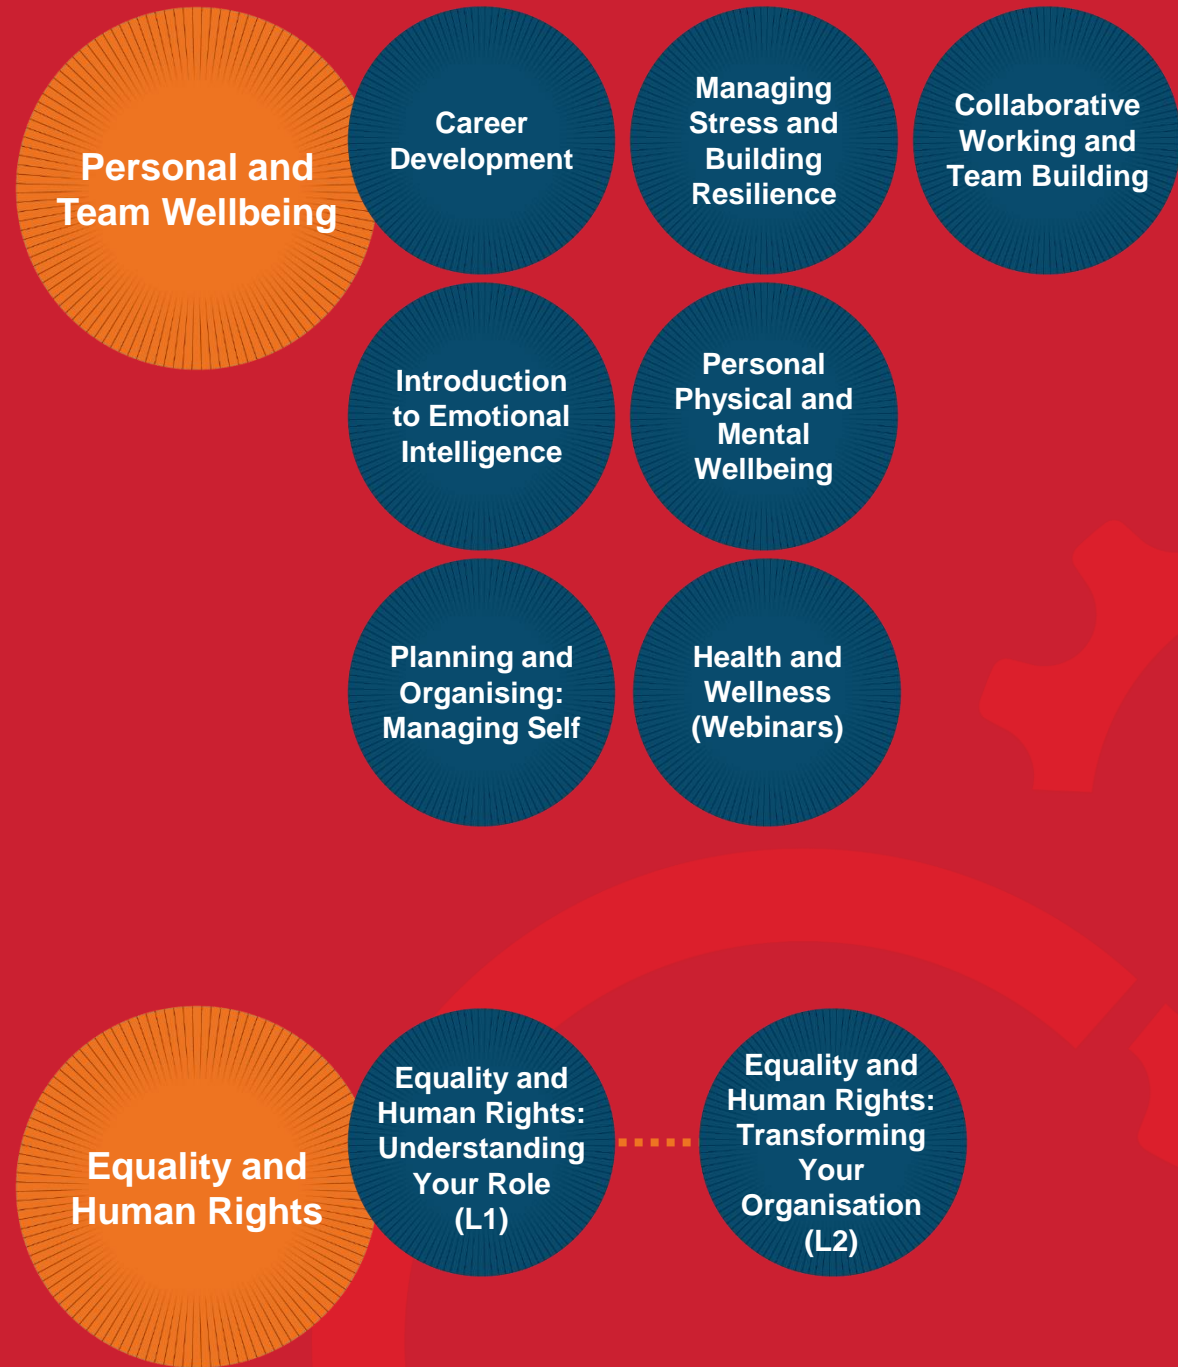 Personal and
Team Wellbeing
Career
Development
Managing
Stress and
Building
Resilience
Collaborative
Working and
Team Building
Introduction
to Emotional
Intelligence
Personal
Physical and
Mental
Wellbeing
Planning and
Organising:
Managing Self
Health and
Wellness
(Webinars)
Equality and
Human Rights
Equality and
Human Rights:
Understanding
Your Role
(L1)
Equality and
Human Rights:
Transforming
Your
Organisation
(L2)